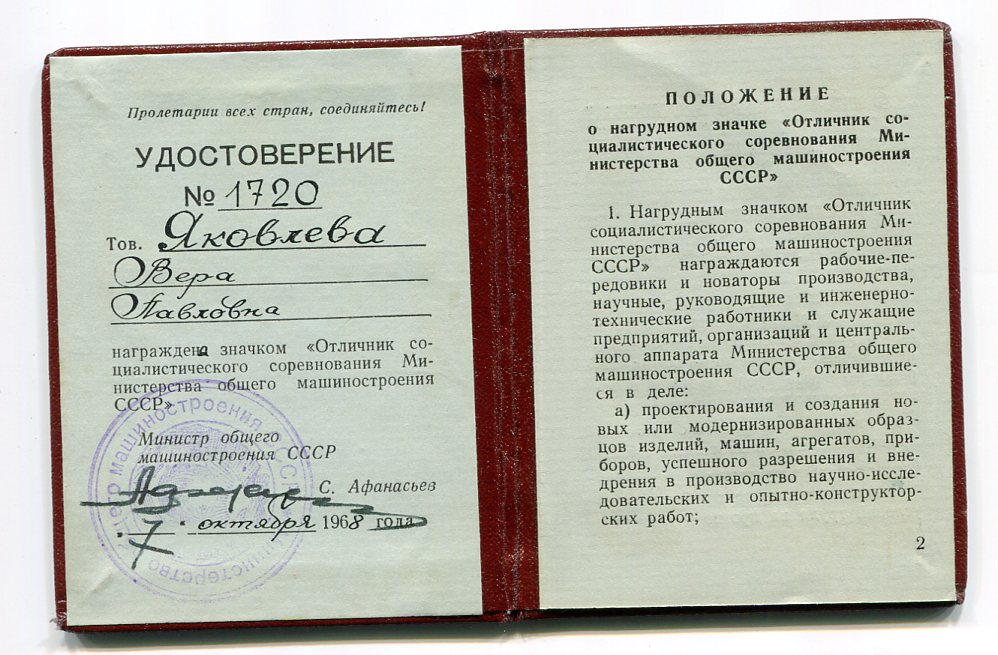 Пролетарии всех стран, соединяйтесь!
УДОСТОВЕРЕНИЕ
№ 1720
Тов. Яковлева
Вера
Павловна
награждена значком «Отличник со-
циалистического соревнования Ми-
нистерства общего машиностроения
СССР»
Министр общего
машиностроения СССР
С. Афанасьев
7 октября 1968 года
министерство общего машиностроения СССР
ПОЛОЖЕНИЕ
о нагрудном значке «Отличник со-
циалистического соревнования Ми-
нистерства общего машиностроения
СССР»
1. Нагрудным значком «Отличник
социалистического соревнования Ми-
нистерства общего машиностроения
СССР» награждаются рабочие-пе-
редовики и новаторы производства,
научные, руководящие и инженерно-
технические работники и служащие
предприятий, организаций и централь-
ного аппарата Министерства общего
машиностроения СССР, отличившие-
ся в деле:
а) проектирования и создания но-
вых или модернизированных образ-
цов изделий, машин, агрегатов, при-
боров, успешного разрешения и вне-
дрения в производство научно-иссле-
довательских и опытно-конструктор-
ских работ;
2